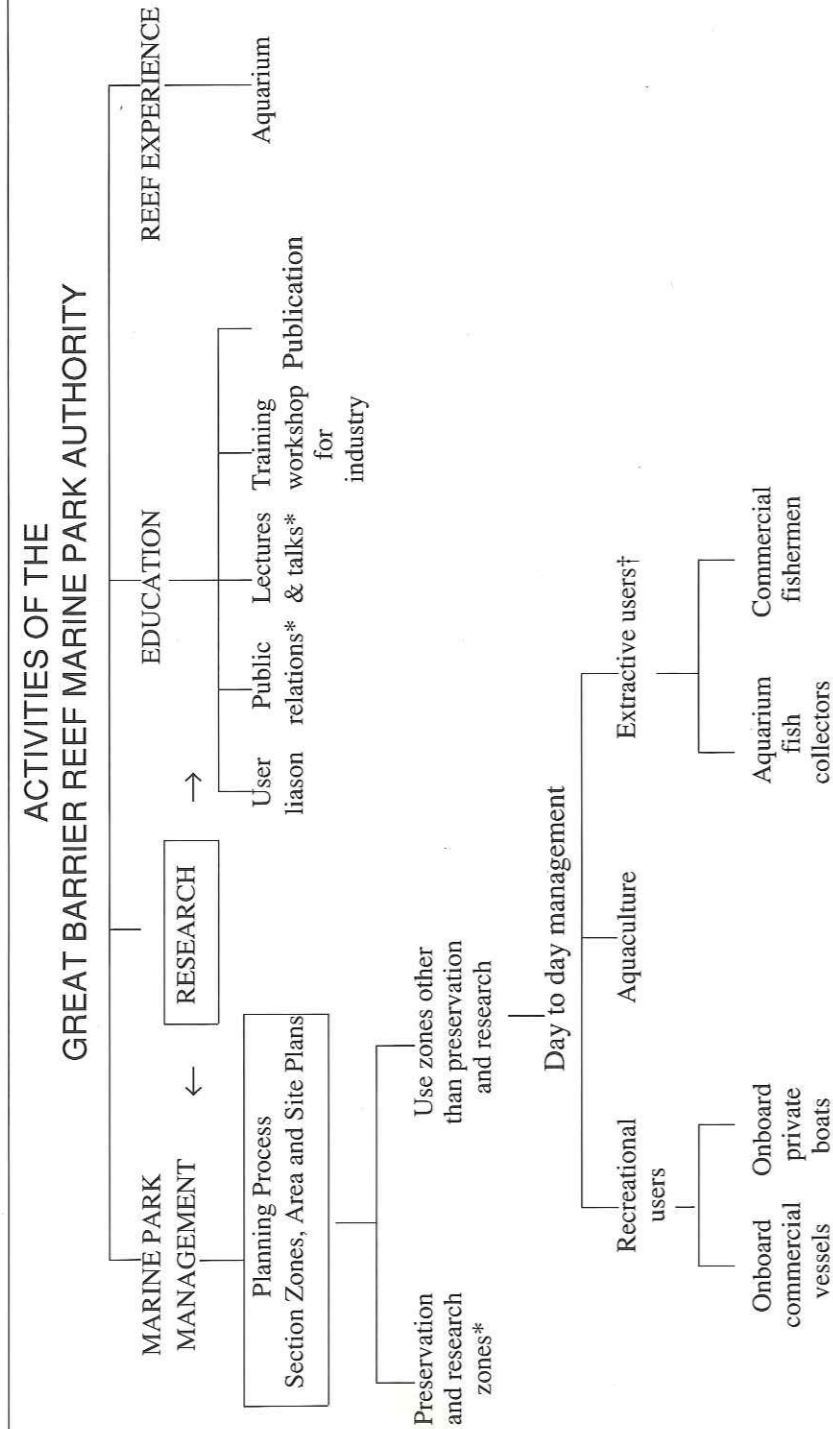 ACTIVITIES OF THE
GREAT BARRIER REEF MARINE PARK AUTHORITY
MARINE PARK
MANAGEMENT
←
RESEARCH
→
EDUCATION
REEF EXPERIENCE
Planning Process
Section Zones, Area and Site Plans
User
liason
Public
relations*
Lectures
& talks*
Training
workshop
for
industry
Publication
Aquarium
Preservation
and research
zones*
Use zones other
than preservation
and research
Day to day management
Recreational
users
Aquaculture
Extractive users†
Onboard
commercial
vessels
Onboard
private
boats
Aquarium
fish
collectors
Commercial
fishermen